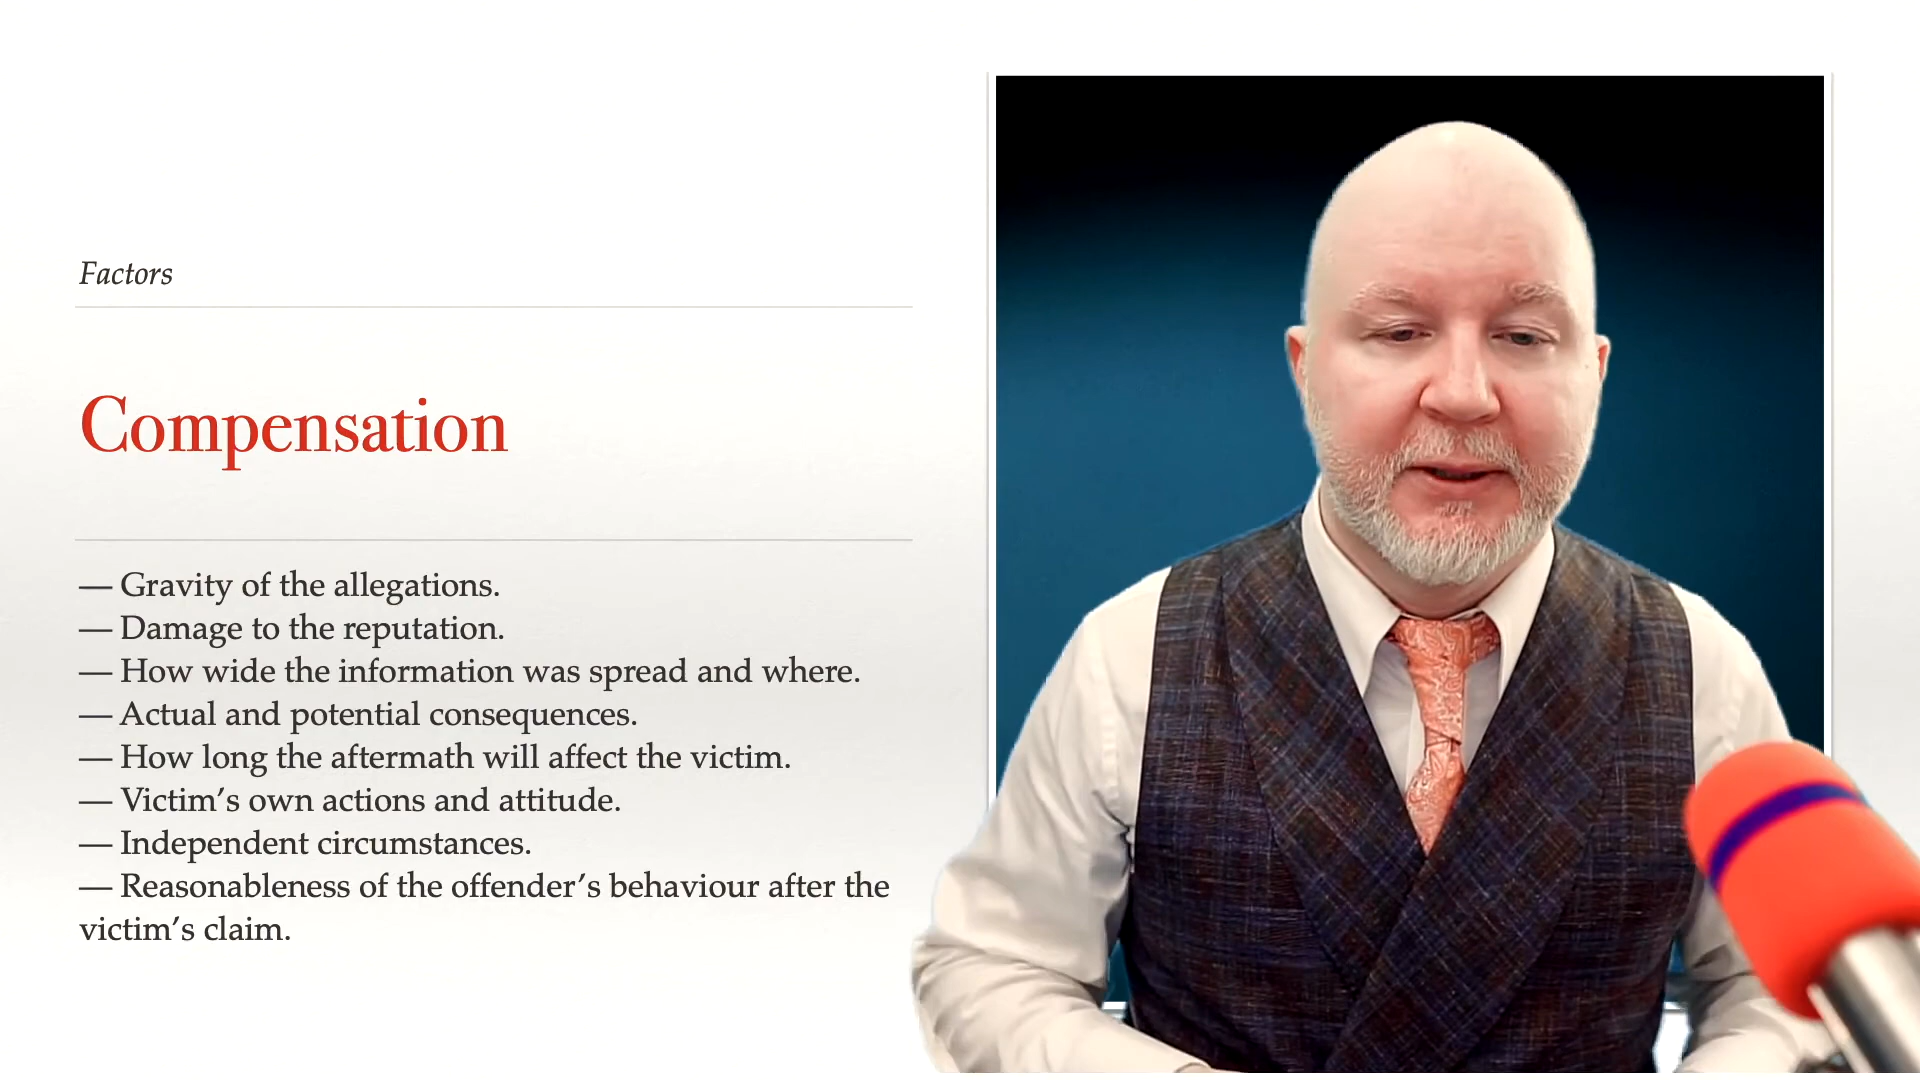 Factors
Compensation
— Gravity of the allegations.
— Damage to the reputation.
— How wide the information was spread and where.
— Actual and potential consequences.
— How long the aftermath will affect the victim.
— Victim’s own actions and attitude.
— Independent circumstances.
— Reasonableness of the offender’s behaviour after the
victim’s claim.